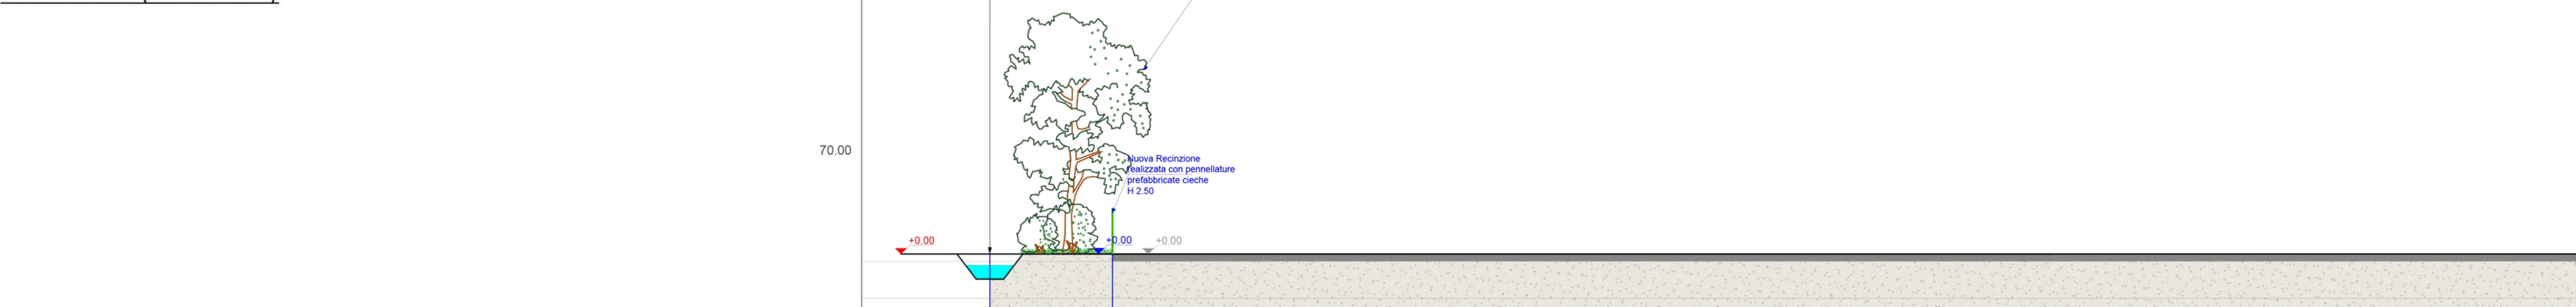 70.00
Nuova Recinzione
realizzata con pennellature
prefabbricate cieche
H 2.50
+0.00
+0.00
+0.00